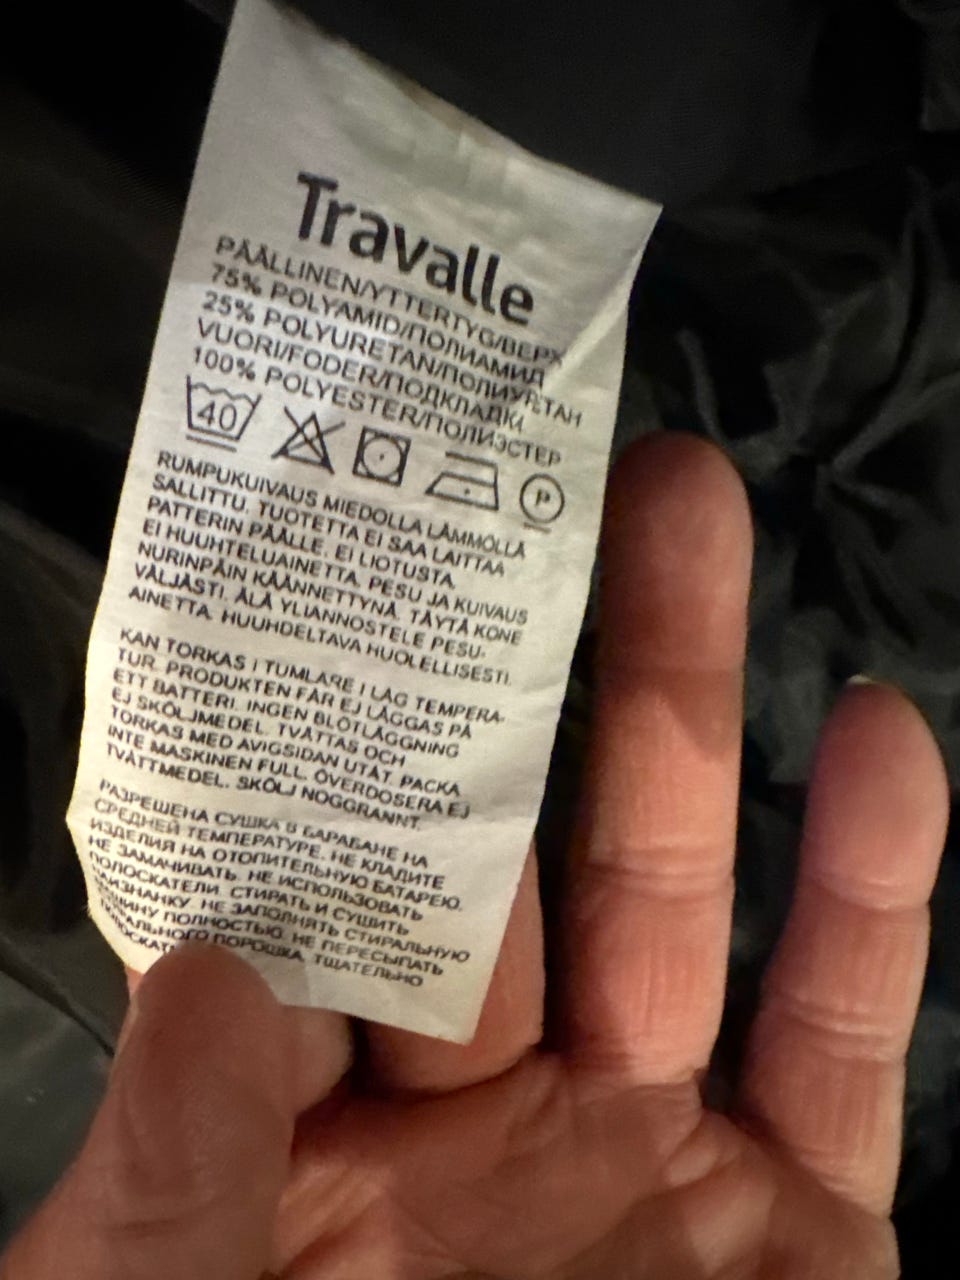 Travalle
PÄÄLLINEN/YTTERTYG/ВЕРХ
75% POLYAMID/ПОЛИАМИД
25% POLYURETAN/ПОЛИУРЕТАН
VUORI/FODER/ПОДКЛАДКА
100% POLYESTER/ПОЛИЭСТЕР
40 P
RUMPUKUIVAUS MIEDOLLA LÄMMÖLLÄ
SALLITTU. TUOTETTA EI SAA LAITTAA
PATTERIN PÄÄLLE. EI LIOTUSTA.
EI HUUHTELUAINETTA. PESU JA KUIVAUS
NURINPÄIN KÄÄNNETTYNÄ. TÄYTÄ KONE
VÄLJÄSTI. ÄLÄ YLIANNOSTELE PESU-
AINETTA. HUUHDELTAVA HUOLELLISESTI.
KAN TORKAS I TUMLARE I LÅG TEMPERA-
TUR. PRODUKTEN FÅR EJ LÄGGAS PÅ
ETT BATTERI. INGEN BLÖTLÄGGNING
EJ SKÖLJMEDEL. TVÄTTAS OCH
TORKAS MED AVIGSIDAN UTÅT. PACKA
INTE MASKINEN FULL. ÖVERDOSERA EJ
TVÄTTMEDEL. SKÖLJ NOGGRANNT.
РАЗРЕШЕНА СУШКА В БАРАБАНЕ НА
СРЕДНЕЙ ТЕМПЕРАТУРЕ. НЕ КЛАДИТЕ
ИЗДЕЛИЯ НА ОТОПИТЕЛЬНУЮ БАТАРЕЮ.
НЕ ЗАМАЧИВАТЬ. НЕ ИСПОЛЬЗОВАТЬ
ПОЛОСКАТЕЛИ. СТИРАТЬ И СУШИТЬ
НАИЗНАНКУ. НЕ ЗАПОЛНЯТЬ СТИРАЛЬНУЮ
МАШИНУ ПОЛНОСТЬЮ. НЕ ПЕРЕСЫПАТЬ
СТИРАЛЬНОГО ПОРОШКА. ТЩАТЕЛЬНО